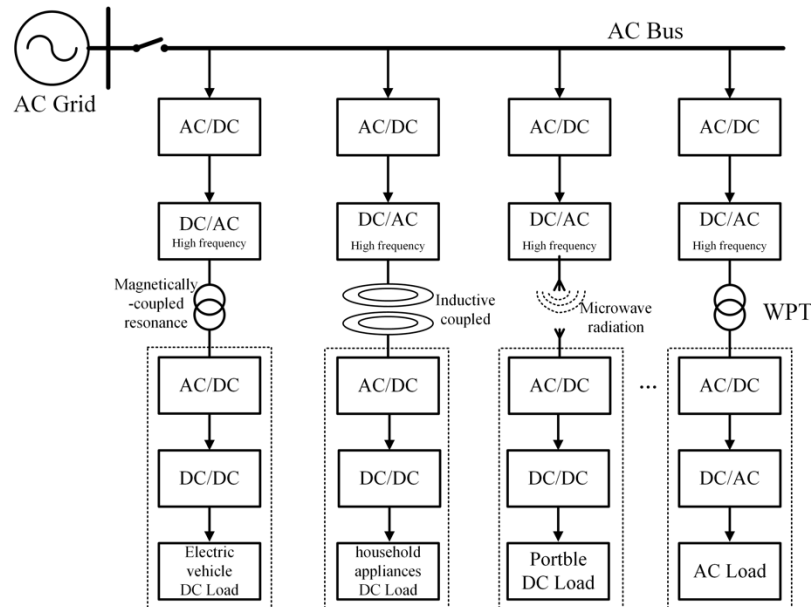 AC Bus
AC Grid
AC/DC
AC/DC
AC/DC
AC/DC
DC/AC
High frequency
DC/AC
High frequency
DC/AC
High frequency
DC/AC
High frequency
Magnetically
-coupled
resonance
Inductive
coupled
Microwave
radiation
WPT
AC/DC
AC/DC
AC/DC
...
AC/DC
DC/DC
DC/DC
DC/DC
DC/AC
Electric
vehicle
DC Load
household
appliances
DC Load
Portble
DC Load
AC Load